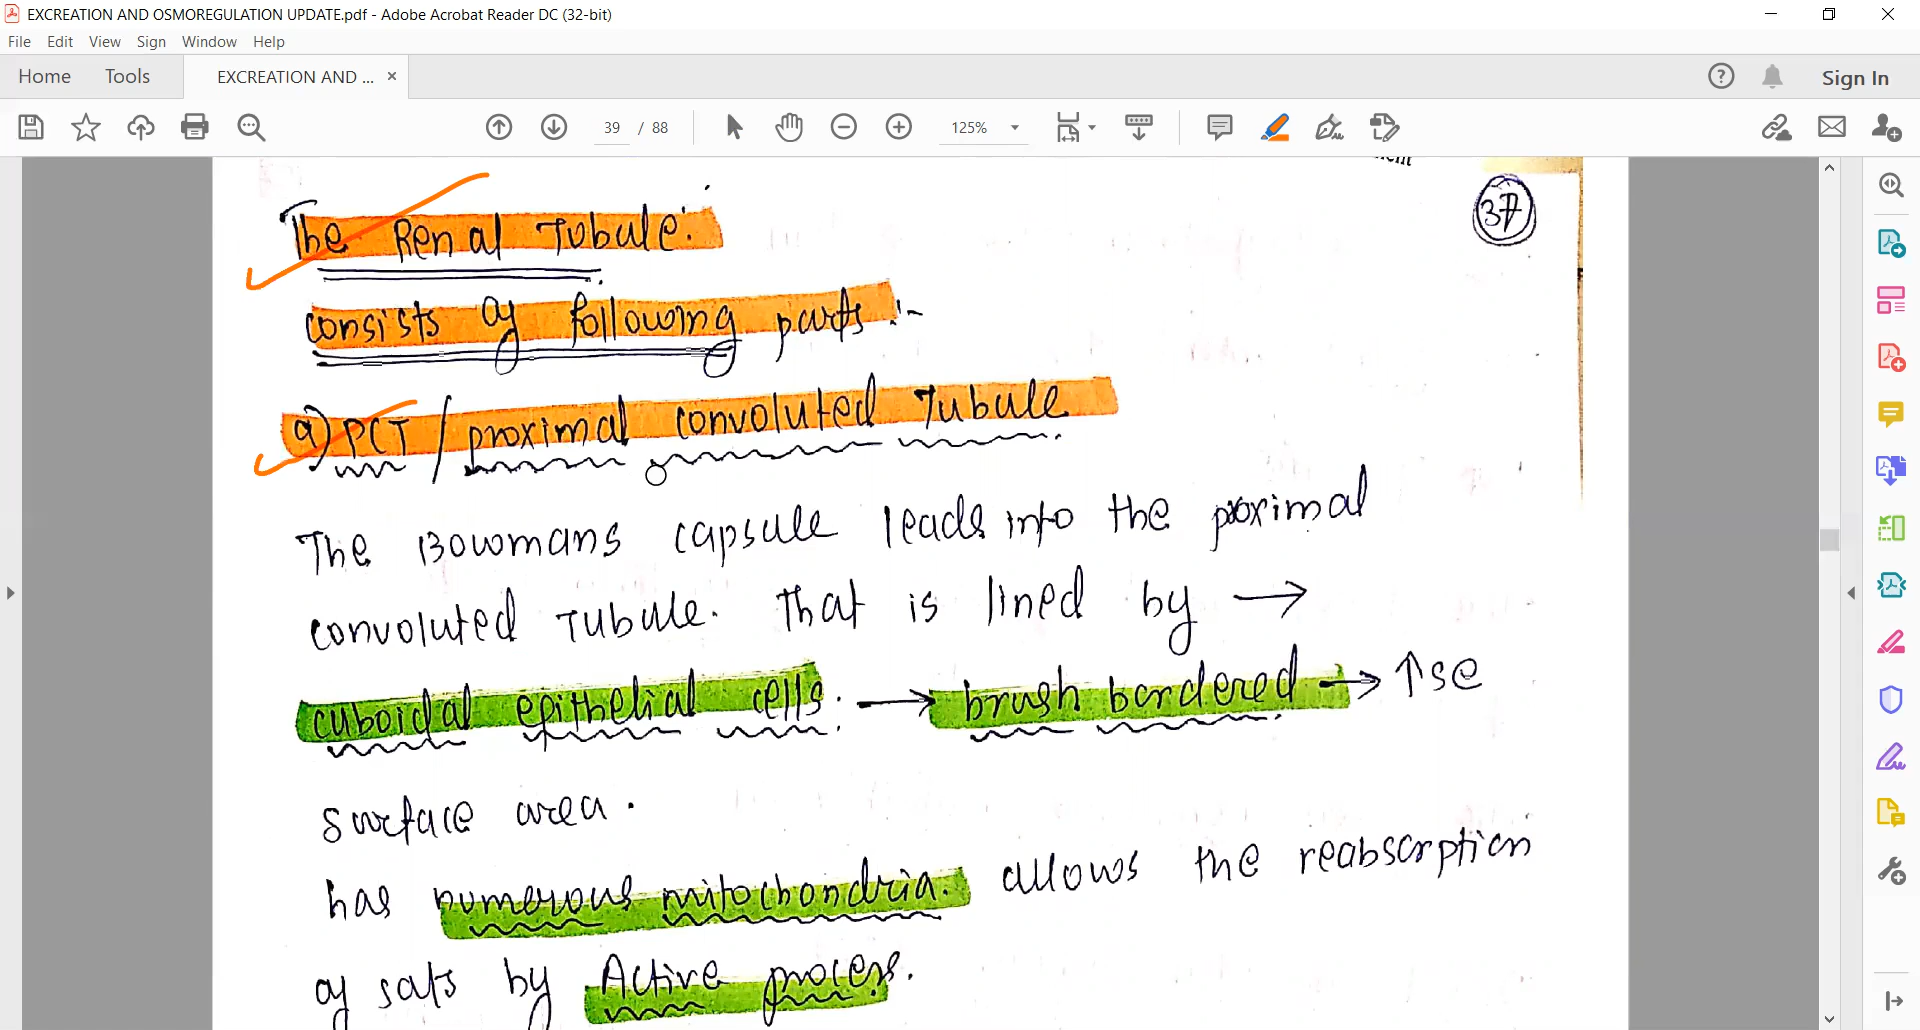 EXCREATION AND OSMOREGULATION UPDATE.pdf - Adobe Acrobat Reader DC (32-bit)
File Edit View Sign Window Help
Home Tools EXCREATION AND ... × Sign In
39 / 88 125%
37
The Renal Tubule:
consists of following parts :-
a) PCT / proximal convoluted Tubule
The Bowmans capsule leads into the proximal
convoluted Tubule. That is lined by →
cuboidal epithelial cells. → brush bordered → ↑se
surface area.
has numerous mitochondria. allows the reabsorption
of sats by Active process.